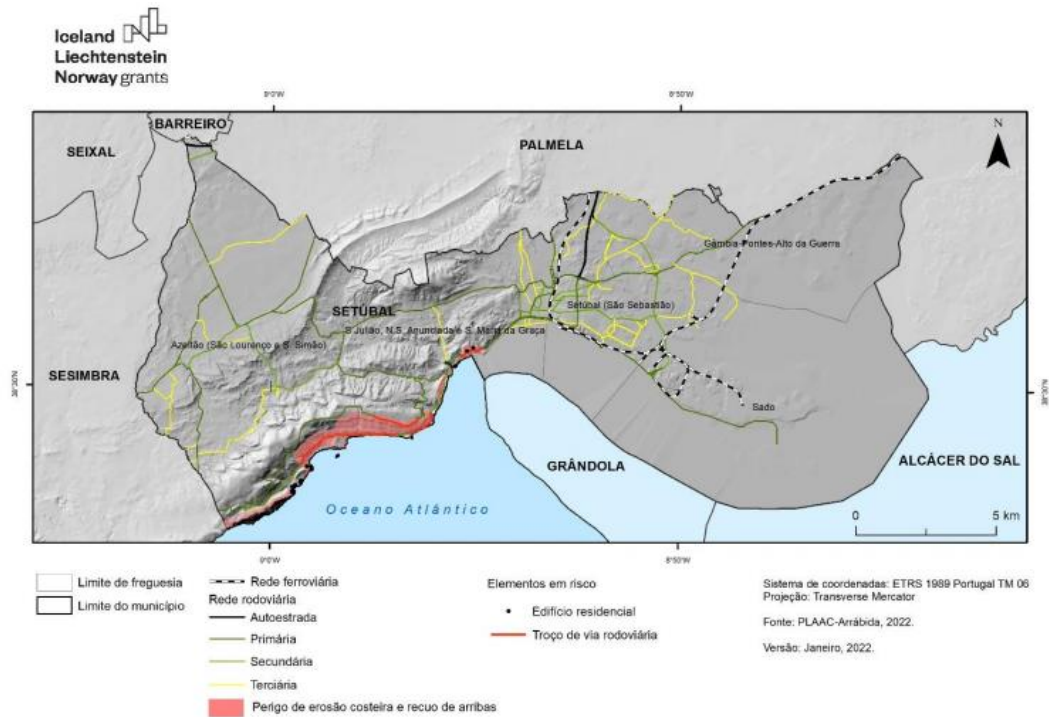 Iceland
Liechtenstein
Norway grants
9°0'W
8°50'W
BARREIRO
SEIXAL
PALMELA
N
Gâmbia-Pontes-Alto da Guerra
SETÚBAL
Setúbal (São Sebastião)
S.Julião, N.S. Anunciada e S. Maria da Graça
Azeitão (São Lourenço e S. Simão)
SESIMBRA
38°30'N
38°30'N
Sado
GRÂNDOLA
ALCÁCER DO SAL
Oceano Atlântico
0
5 km
9°0'W
8°50'W
Limite de freguesia
Limite do município
Rede ferroviária
Rede rodoviária
Autoestrada
Primária
Secundária
Terciária
Perigo de erosão costeira e recuo de arribas
Elementos em risco
Edifício residencial
Troço de via rodoviária
Sistema de coordenadas: ETRS 1989 Portugal TM 06
Projeção: Transverse Mercator
Fonte: PLAAC-Arrábida, 2022.
Versão: Janeiro, 2022.